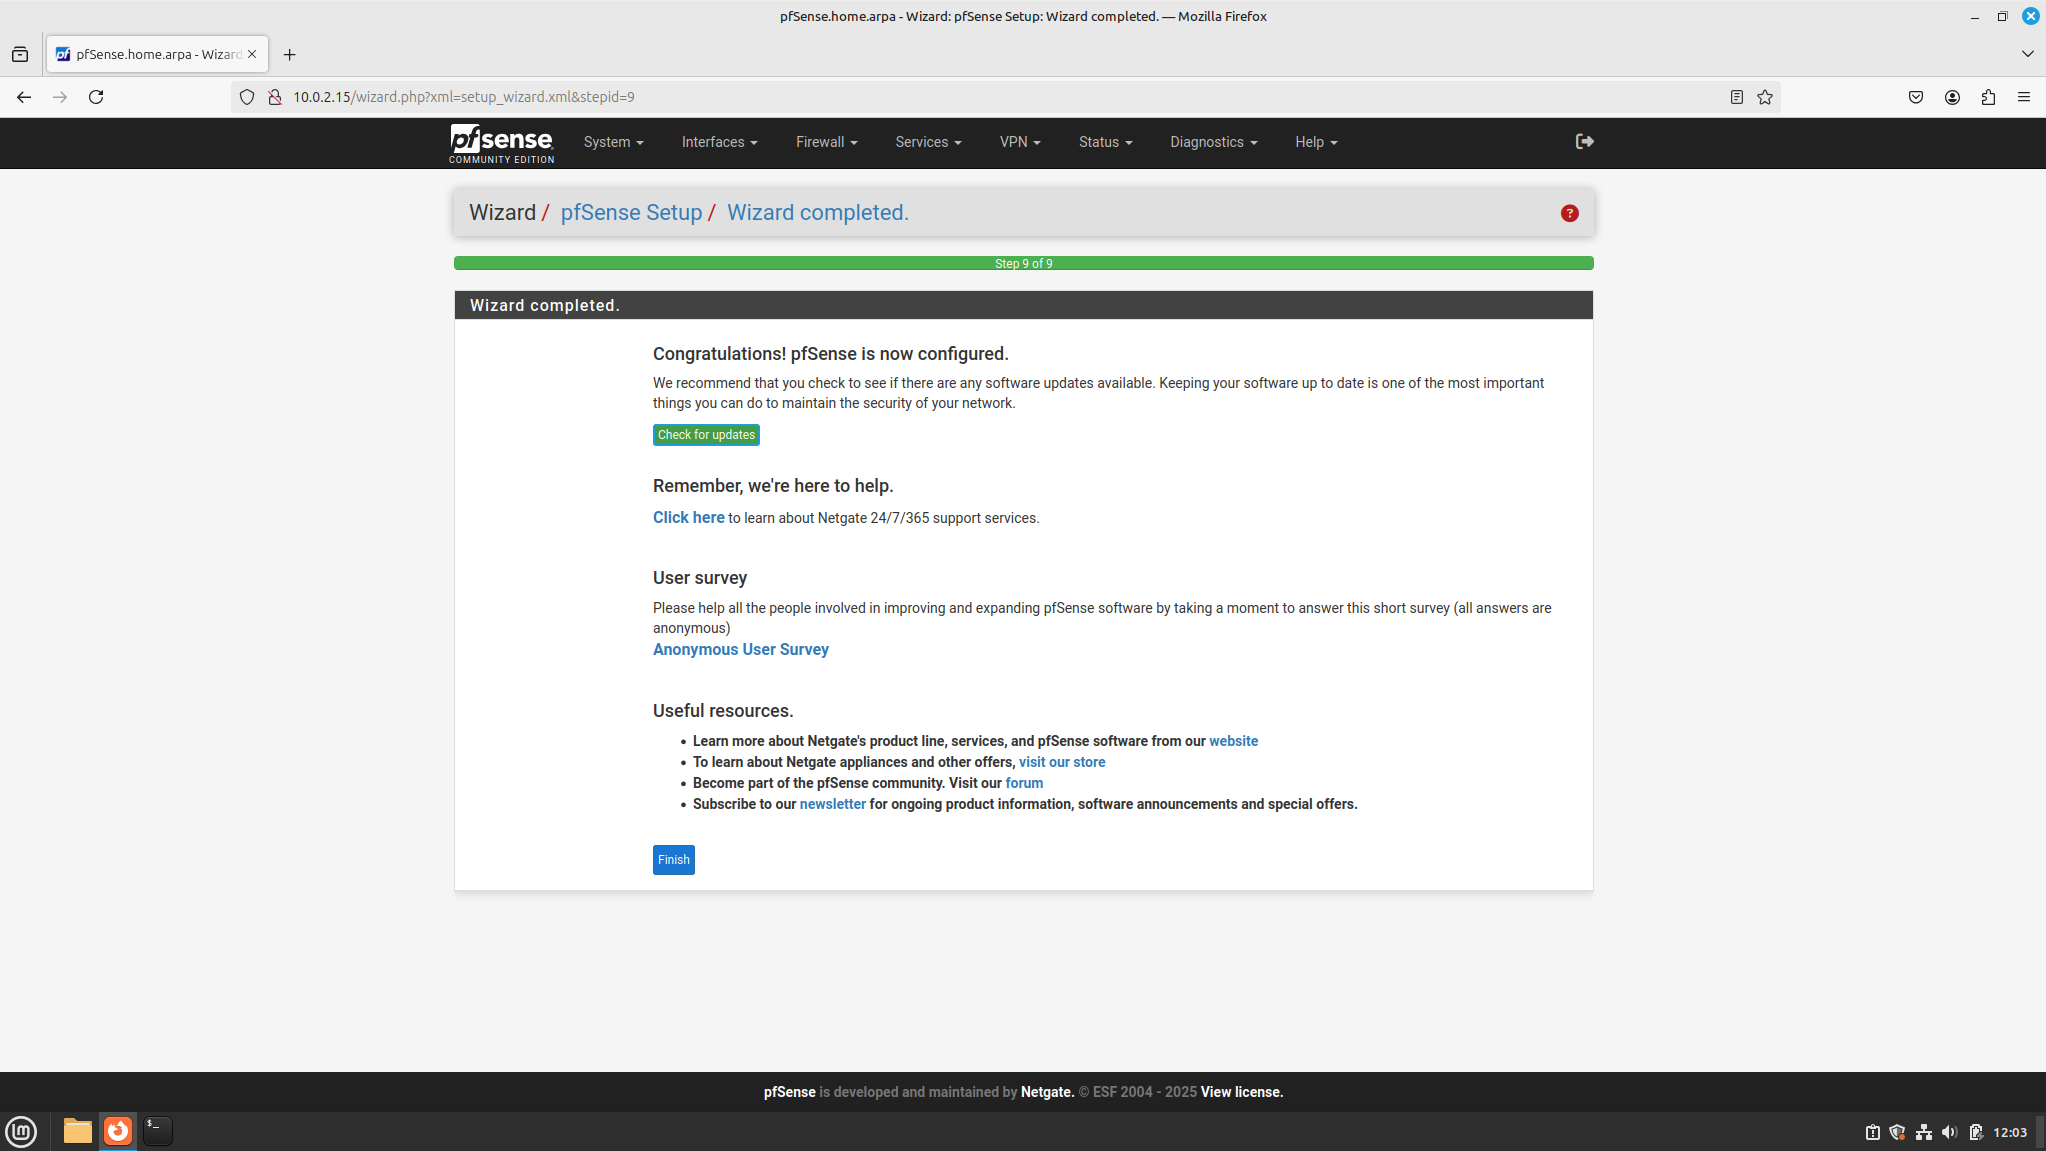 pfSense.home.arpa - Wizard: pfSense Setup: Wizard completed. — Mozilla Firefox
pfSense.home.arpa - Wizard
10.0.2.15/wizard.php?xml=setup_wizard.xml&stepid=9
pfsense
COMMUNITY EDITION
System
Interfaces
Firewall
Services
VPN
Status
Diagnostics
Help
Wizard / pfSense Setup / Wizard completed.
Step 9 of 9
Wizard completed.
Congratulations! pfSense is now configured.
We recommend that you check to see if there are any software updates available. Keeping your software up to date is one of the most important
things you can do to maintain the security of your network.
Check for updates
Remember, we're here to help.
Click here to learn about Netgate 24/7/365 support services.
User survey
Please help all the people involved in improving and expanding pfSense software by taking a moment to answer this short survey (all answers are
anonymous)
Anonymous User Survey
Useful resources.
• Learn more about Netgate's product line, services, and pfSense software from our website
• To learn about Netgate appliances and other offers, visit our store
• Become part of the pfSense community. Visit our forum
• Subscribe to our newsletter for ongoing product information, software announcements and special offers.
Finish
pfSense is developed and maintained by Netgate. © ESF 2004 - 2025 View license.
12:03